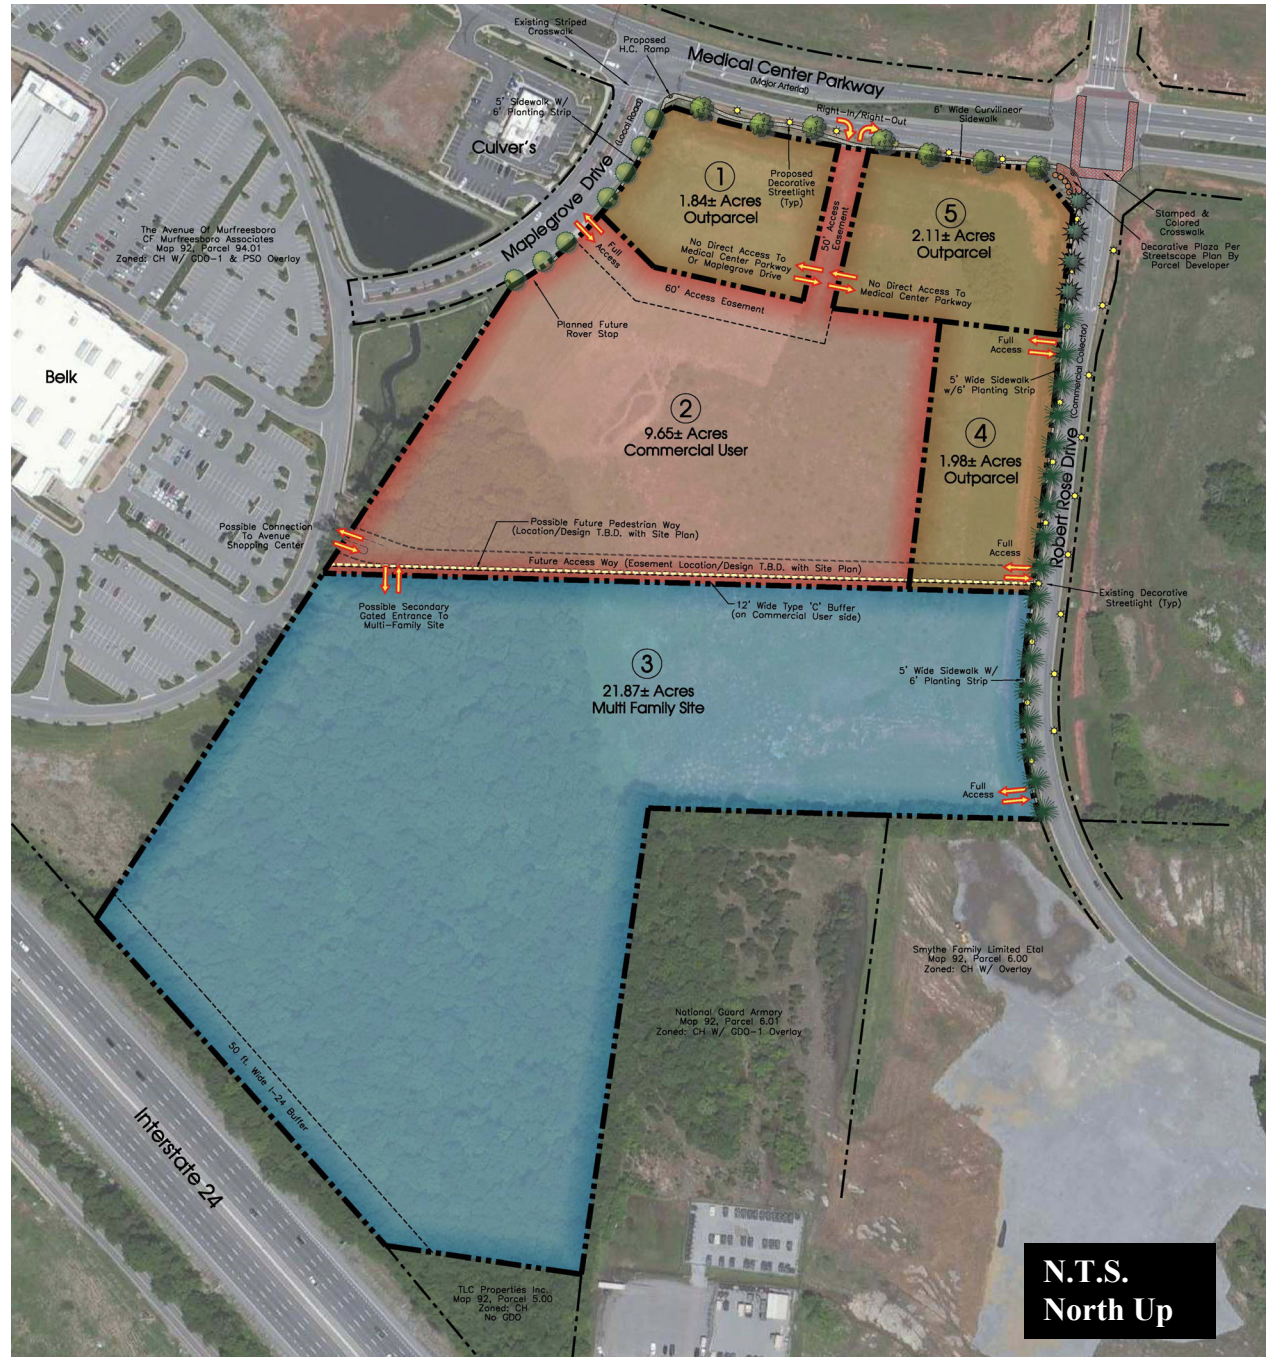 Existing Striped
Crosswalk
Proposed
H.C. Ramp
Medical Center Parkway
(Major Arterial)
5' Sidewalk W/
6' Planting Strip
(Local Road)
Right-In/Right-Out
6' Wide Curvilinear
Sidewalk
Culver's
Maplegrove Drive
1
1.84± Acres
Outparcel
Proposed
Decorative
Streetlight
(Typ)
50' Access
Easement
5
2.11± Acres
Outparcel
Stamped &
Colored
Crosswalk
Decorative Plaza Per
Streetscope Plan By
Parcel Developer
The Avenue Of Murfreesboro
CF Murfreesboro Associates
Map 92, Parcel 94.01
Zoned: CH W/ GDO-1 & PSO Overlay
Full
Access
No Direct Access To
Medical Center Parkway
Or Maplegrove Drive
No Direct Access To
Medical Center Parkway
60' Access Easement
Planned Future
Rover Stop
Full
Access
(Commercial Collector)
Robert Rose Drive
5' Wide Sidewalk
w/6' Planting Strip
Belk
2
9.65± Acres
Commercial User
4
1.98± Acres
Outparcel
Possible Connection
To Avenue
Shopping Center
Possible Future Pedestrian Way
(Location/Design T.B.D. with Site Plan)
Full
Access
Future Access Way (Easement Location/Design T.B.D. with Site Plan)
Possible Secondary
Gated Entrance To
Multi-Family Site
12' Wide Type 'C' Buffer
(on Commercial User side)
Existing Decorative
Streetlight (Typ)
3
21.87± Acres
Multi Family Site
5' Wide Sidewalk W/
6' Planting Strip
Full
Access
Smythe Family Limited Etal
Map 92, Parcel 6.00
Zoned: CH W/ Overlay
National Guard Armory
Map 92, Parcel 6.01
Zoned: CH W/ GDO-1 Overlay
50 ft. Wide I-24 Buffer
Interstate 24
TLC Properties Inc.
Map 92, Parcel 5.00
Zoned: CH
No GDO
N.T.S.
North Up